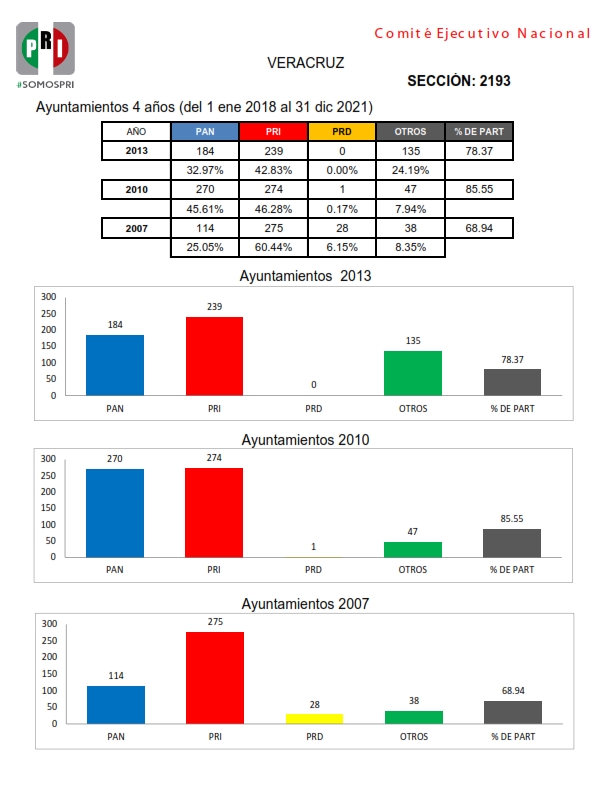 Comité Ejecutivo Nacional
PRI
#SOMOSPRI
VERACRUZ
SECCIÓN: 2193
Ayuntamientos 4 años (del 1 ene 2018 al 31 dic 2021)
AÑO PAN PRI PRD OTROS % DE PART
2013 184 239 0 135 78.37
32.97% 42.83% 0.00% 24.19%
2010 270 274 1 47 85.55
45.61% 46.28% 0.17% 7.94%
2007 114 275 28 38 68.94
25.05% 60.44% 6.15% 8.35%
Ayuntamientos 2013
300
250
200
150
100
50
0
184 239 0 135 78.37
PAN PRI PRD OTROS % DE PART
Ayuntamientos 2010
300
250
200
150
100
50
0
270 274 1 47 85.55
PAN PRI PRD OTROS % DE PART
Ayuntamientos 2007
300
250
200
150
100
50
0
114 275 28 38 68.94
PAN PRI PRD OTROS % DE PART